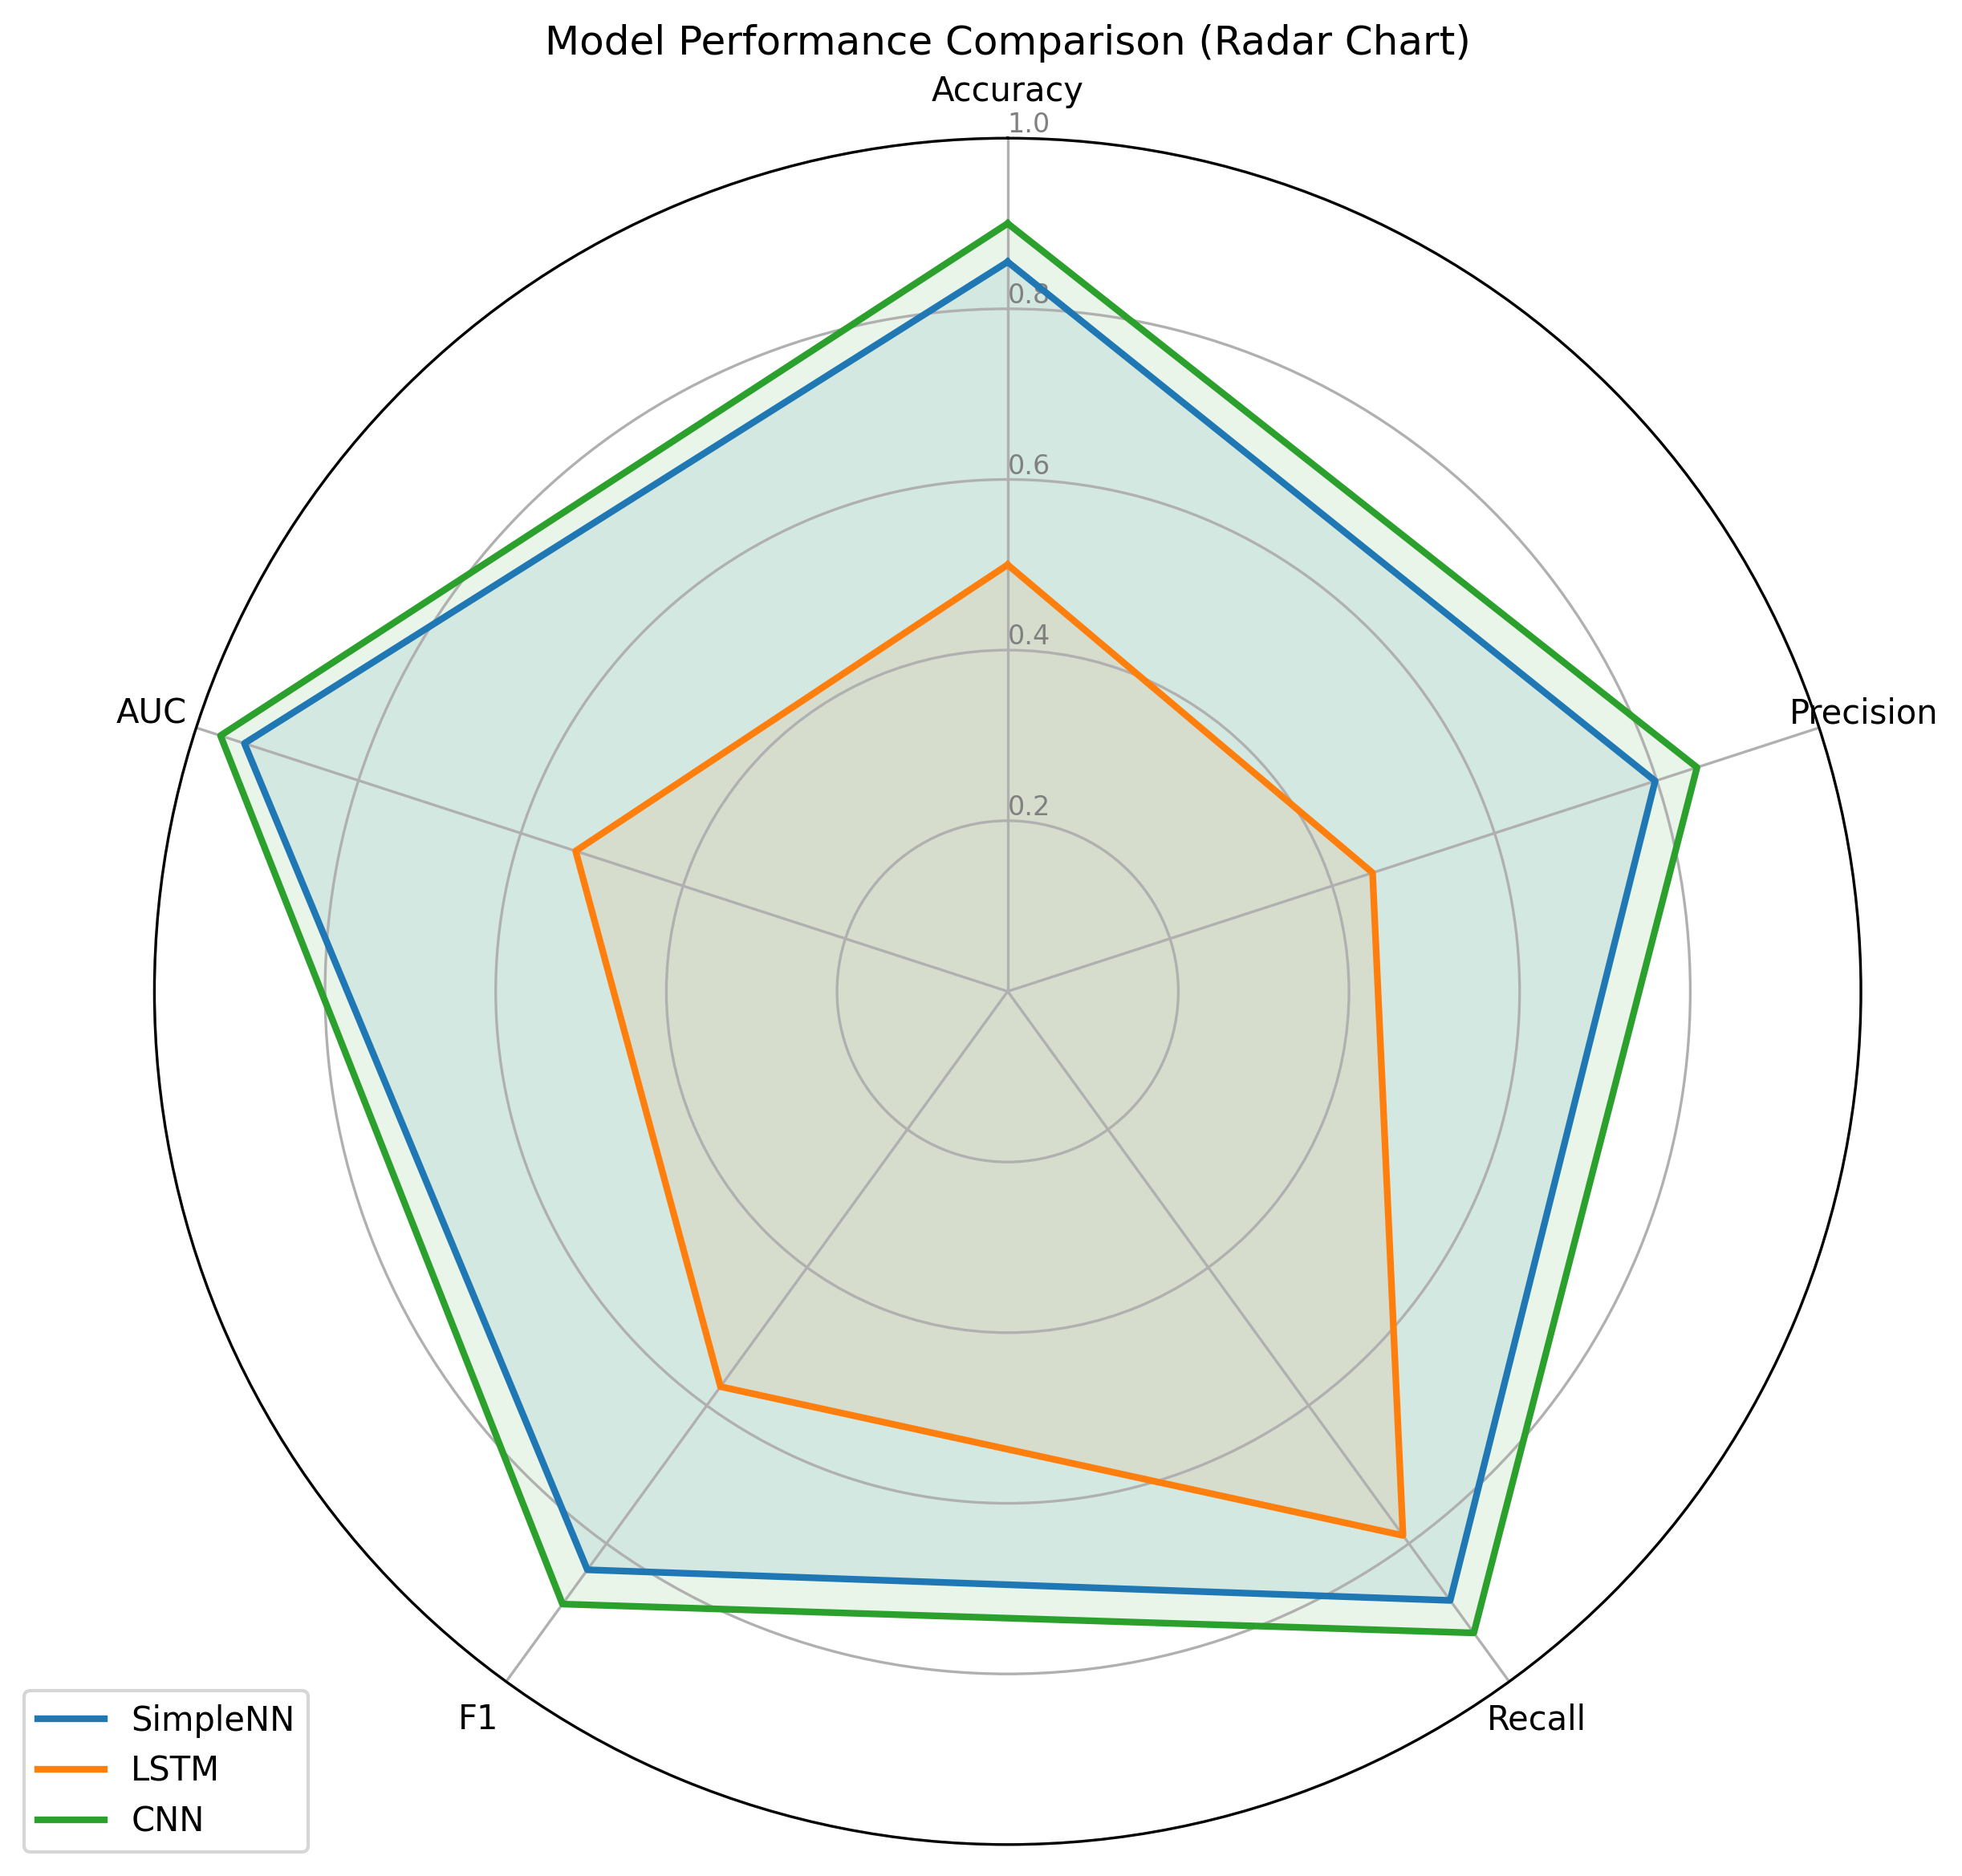 Model Performance Comparison (Radar Chart)
Accuracy
1.0
0.8
0.6
0.4
AUC
Precision
0.2
F1
Recall
SimpleNN
LSTM
CNN